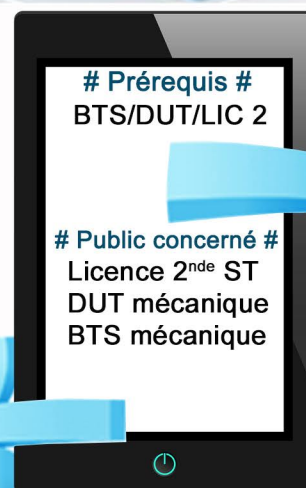 # Prérequis #
BTS/DUT/LIC 2
# Public concerné #
Licence 2nde ST
DUT mécanique
BTS mécanique